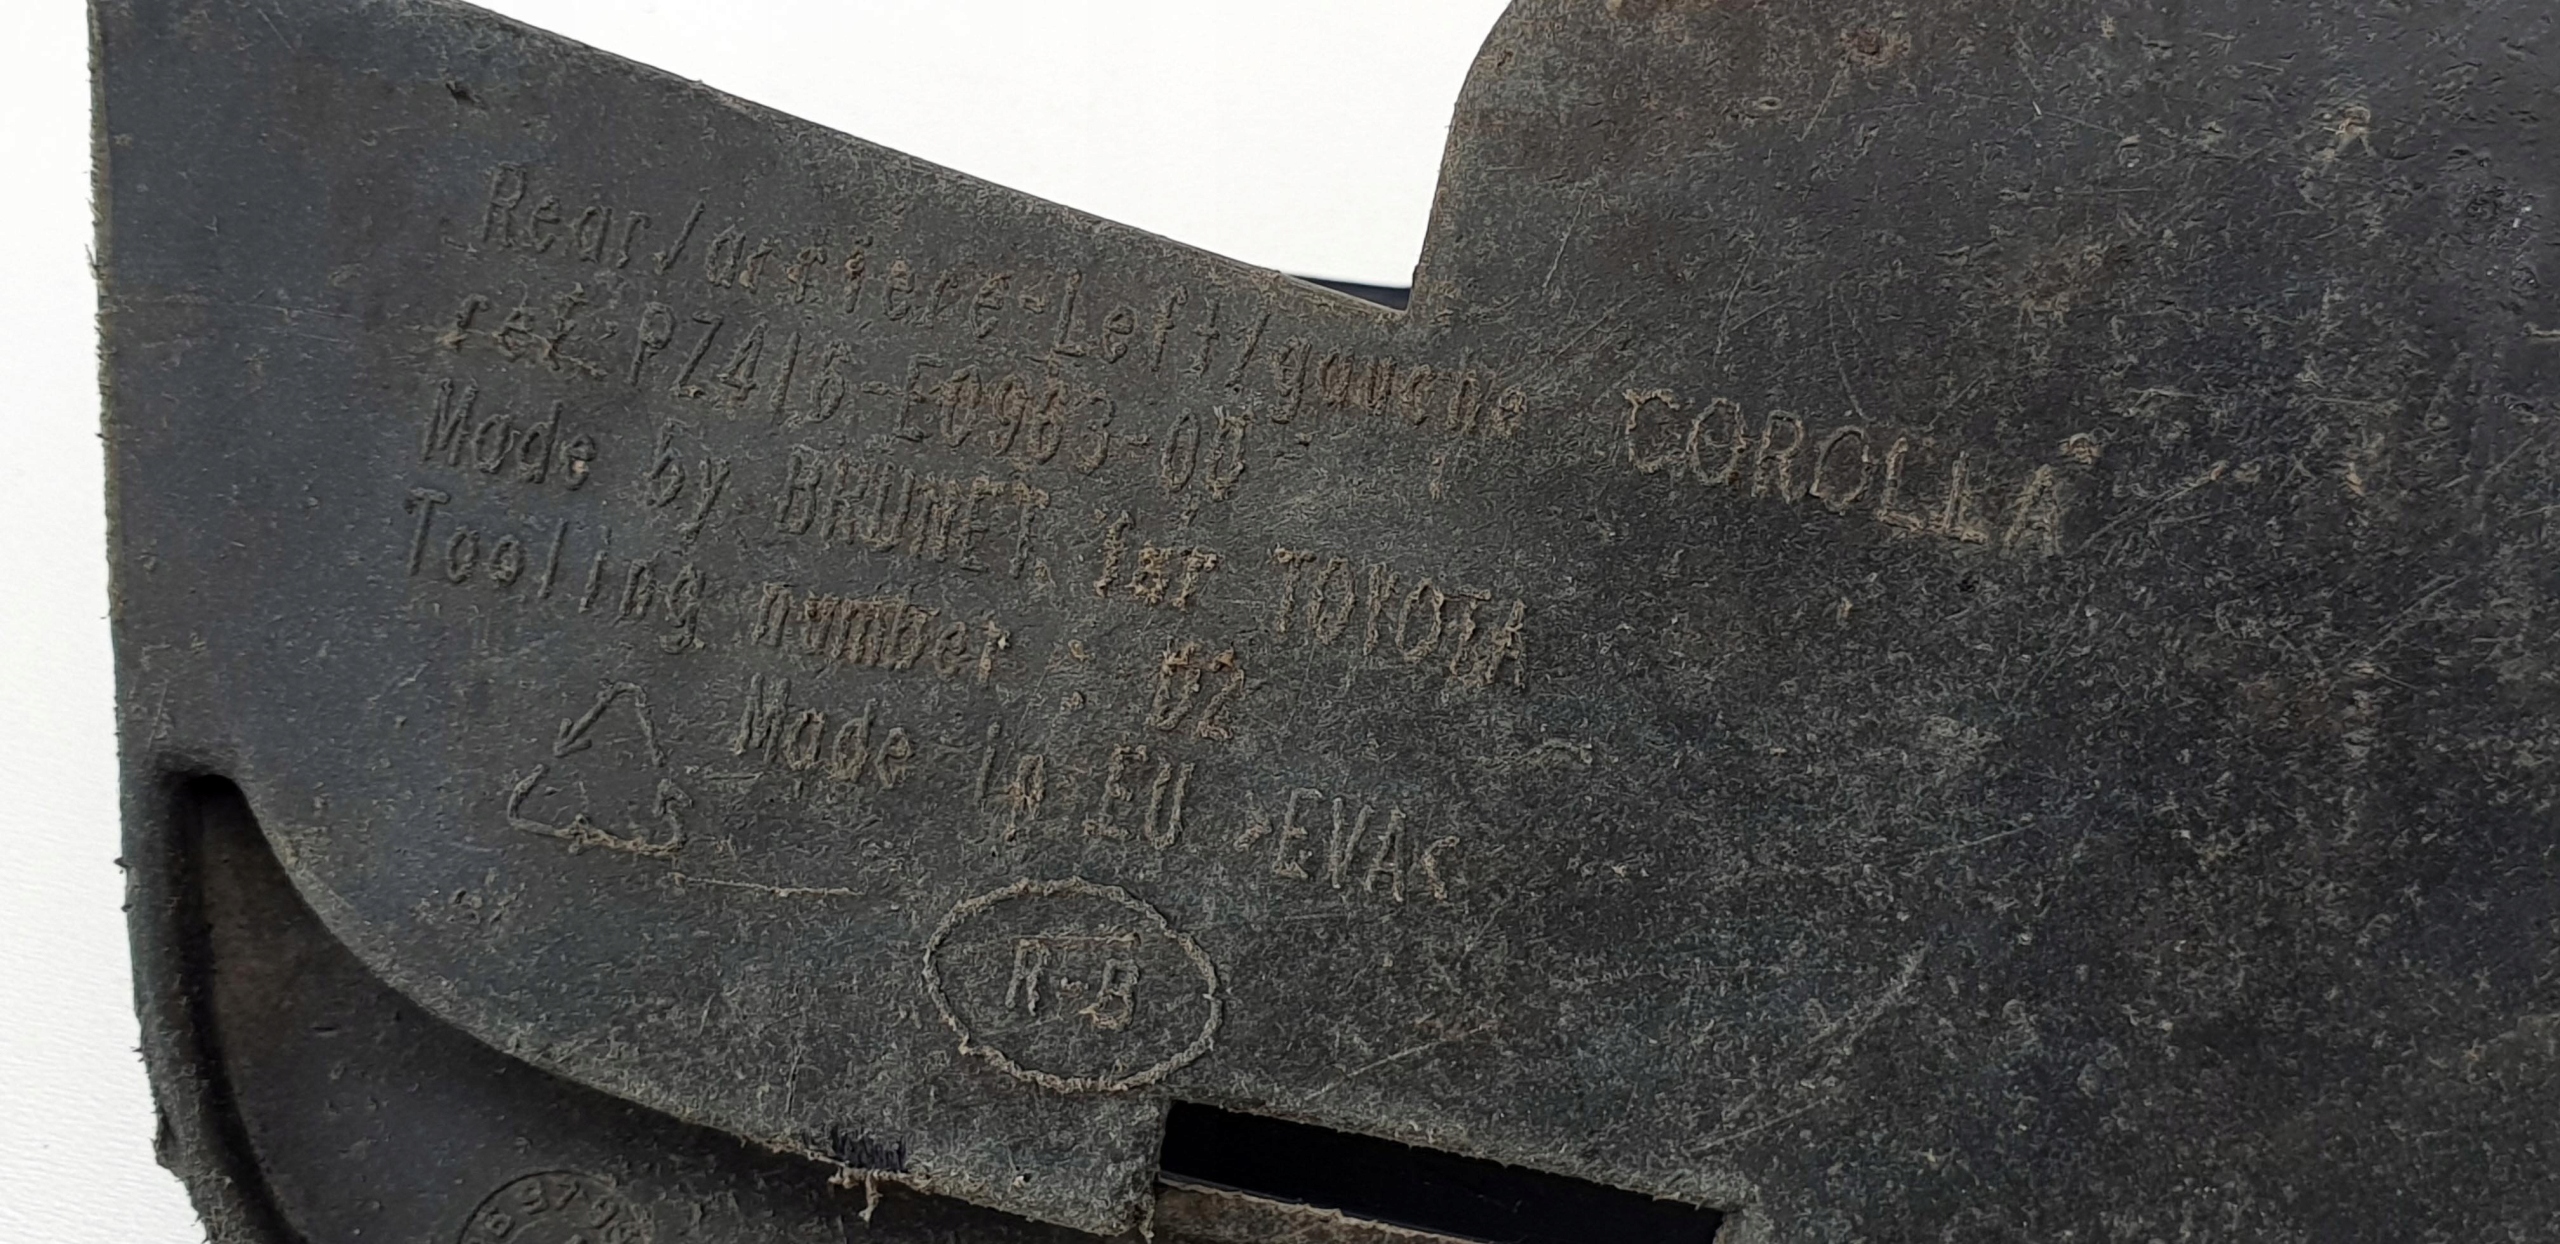 Rear/arriere-Left/gauche
ref: PZ416-E0963-00 - COROLLA
Made by BRUNET, for TOYOTA
Tooling number : 02
Made in EU >EVA<
R-B